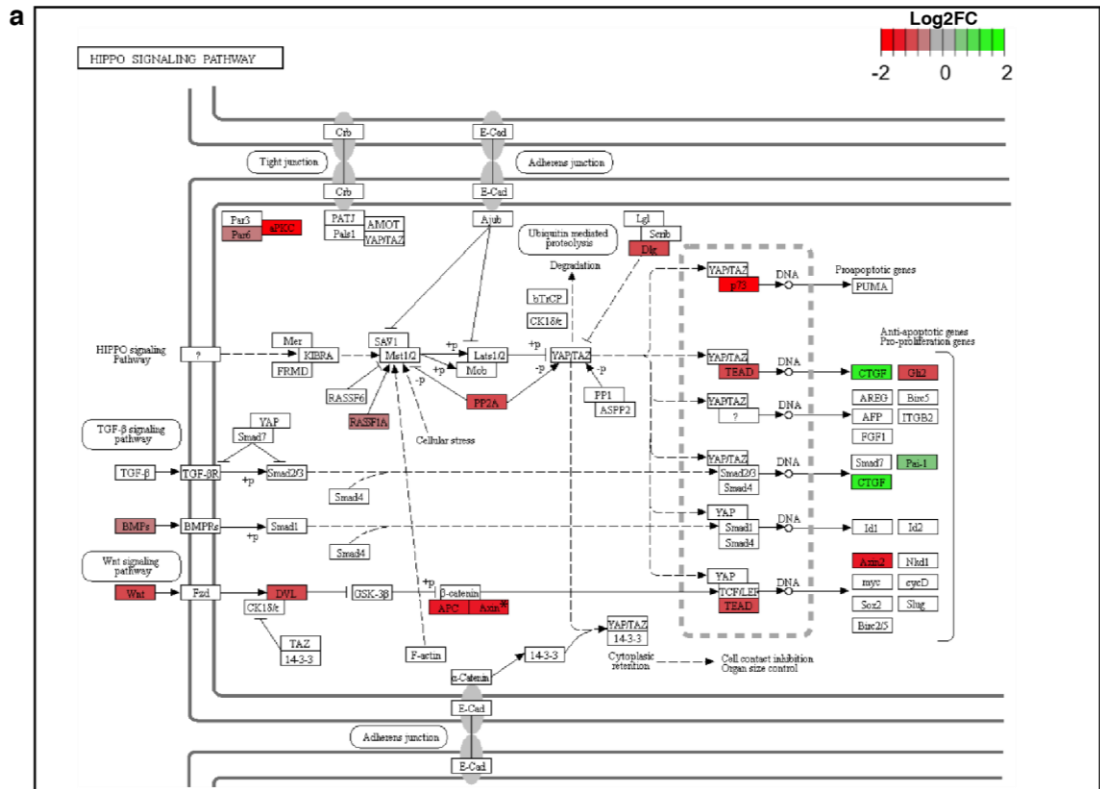 a
Log2FC
-2 0 2
HIPPO SIGNALING PATHWAY
Crb
E-Cad
Tight junction
Adherens junction
Crb
E-Cad
Par3
Par6
aPKC
PATJ
Pals1
AMOT
YAP/TAZ
Ajub
Ubiquitin mediated
proteolysis
Lgl
Scrib
Dlg
Degradation
bTrCP
CK1δ/ε
YAP/TAZ
p73
DNA
Proapoptotic genes
PUMA
Anti-apoptotic genes
Pro-proliferation genes
HIPPO signaling
Pathway
?
Mer
KIBRA
FRMD
SAV1
Mst1/2
+p
+p
Lats1/2
Mob
+p
YAP/TAZ
-p
-p
-p
RASSF6
RASSF1A
PP2A
PP1
ASPP2
Cellular stress
YAP/TAZ
TEAD
DNA
CTGF
Gli2
YAP/TAZ
?
DNA
AREG
Birc5
AFP
ITGB2
FGF1
TGF-β signaling
pathway
YAP
Smad7
TGF-β
TGF-βR
+p
Smad2/3
Smad4
YAP/TAZ
Smad2/3
Smad4
DNA
Smad7
Pai-1
CTGF
BMPs
BMPRs
+p
Smad1
Smad4
YAP
Smad1
Smad4
DNA
Id1
Id2
Wnt signaling
pathway
Wnt
Fzd
DVL
CK1δ/ε
GSK-3β
+p
β-catenin
APC
Axin*
YAP
TCF/LEF
TEAD
DNA
Axin2
Nkd1
myc
cycD
Sox2
Slug
Birc2/5
TAZ
14-3-3
F-actin
14-3-3
YAP/TAZ
14-3-3
Cytoplasic
retention
Cell contact inhibition
Organ size control
α-Catenin
E-Cad
Adherens junction
E-Cad